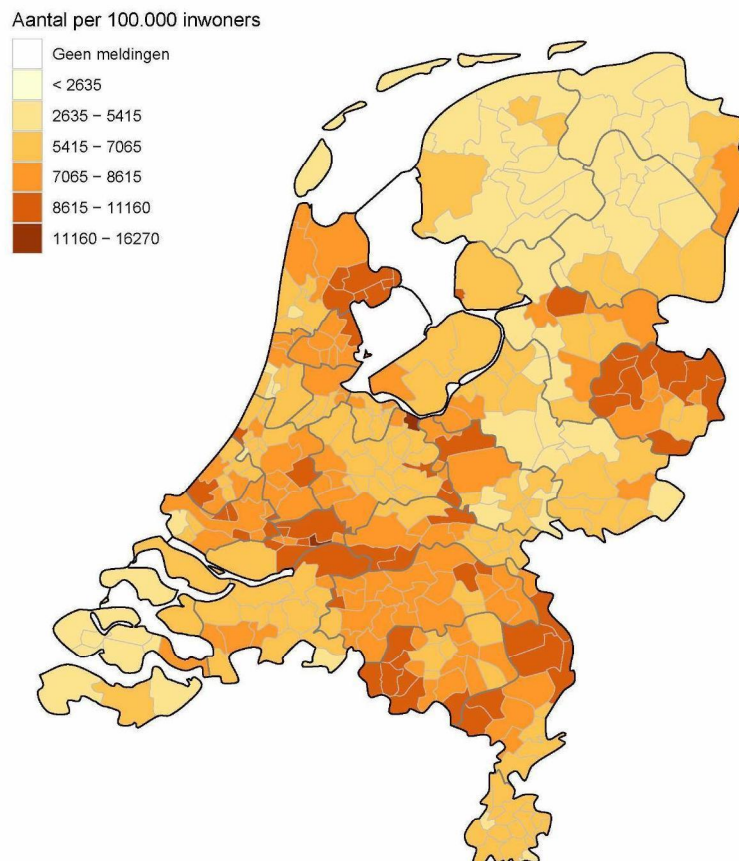 Aantal per 100.000 inwoners
Geen meldingen
< 2635
2635 – 5415
5415 – 7065
7065 – 8615
8615 – 11160
11160 – 16270